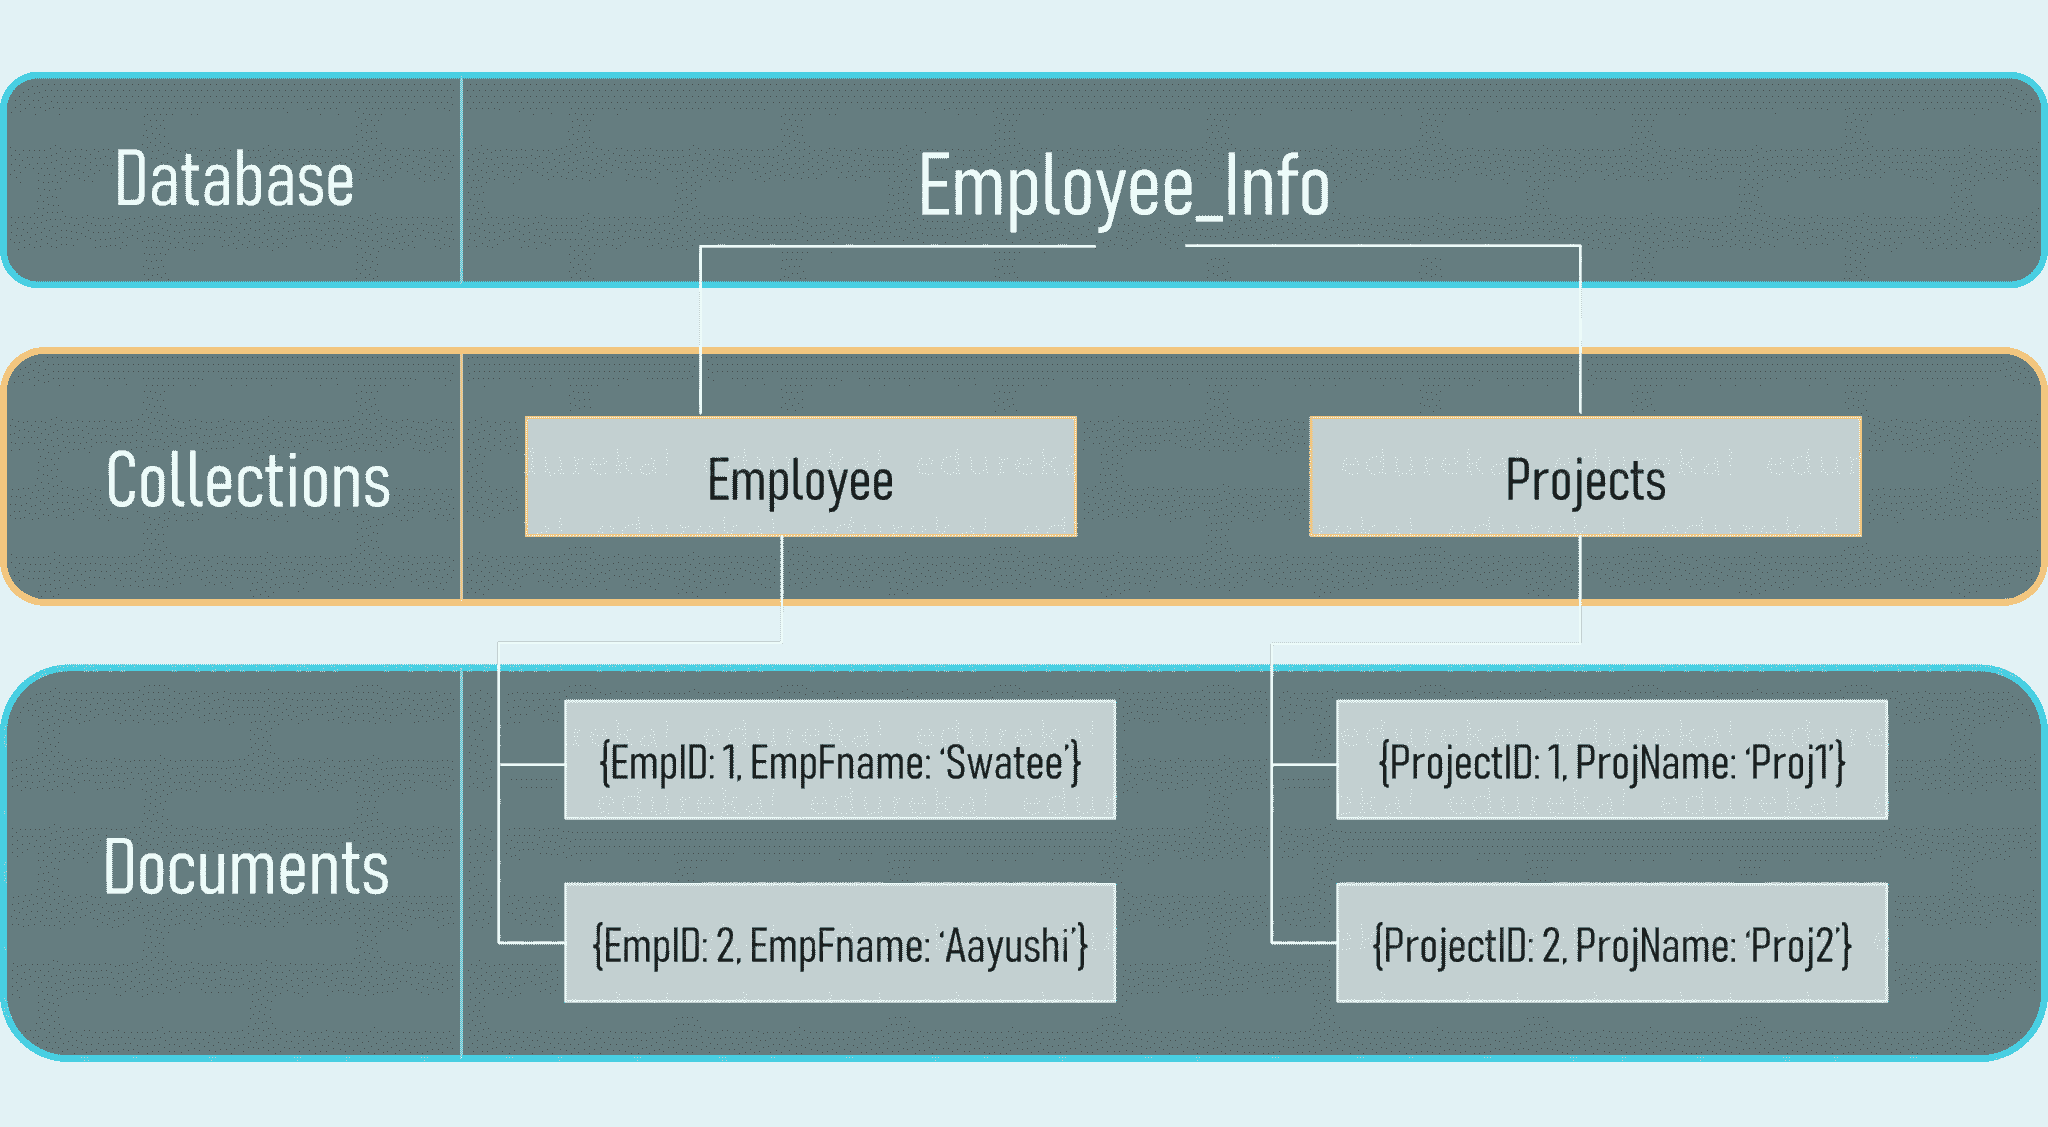 Database
Employee_Info
Collections
Employee
Projects
Documents
{EmpID: 1, EmpFname: ‘Swatee’}
{ProjectID: 1, ProjName: ‘Proj1’}
{EmpID: 2, EmpFname: ‘Aayushi’}
{ProjectID: 2, ProjName: ‘Proj2’}